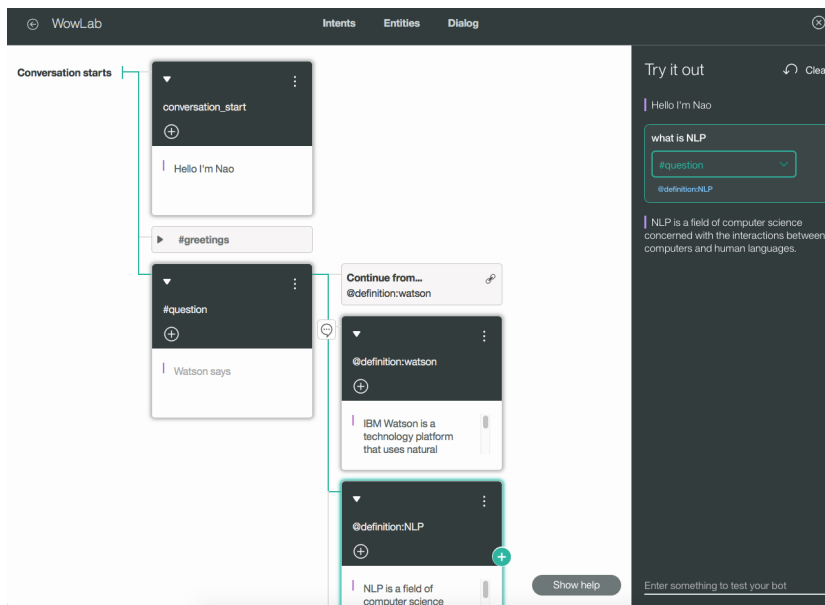 WowLab
Intents Entities Dialog
Conversation starts
conversation_start
Hello I'm Nao
#greetings
#question
Watson says
Continue from...
@definition:watson
@definition:watson
IBM Watson is a
technology platform
that uses natural
@definition:NLP
NLP is a field of
computer science
Show help
Try it out
Clea
Hello I'm Nao
what is NLP
#question
@definition:NLP
NLP is a field of computer science
concerned with the interactions between
computers and human languages.
Enter something to test your bot